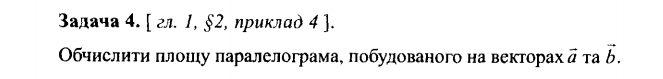 Задача 4. [ гл. 1, §2, приклад 4 ].
Обчислити площу паралелограма, побудованого на векторах a⃗ та b⃗.